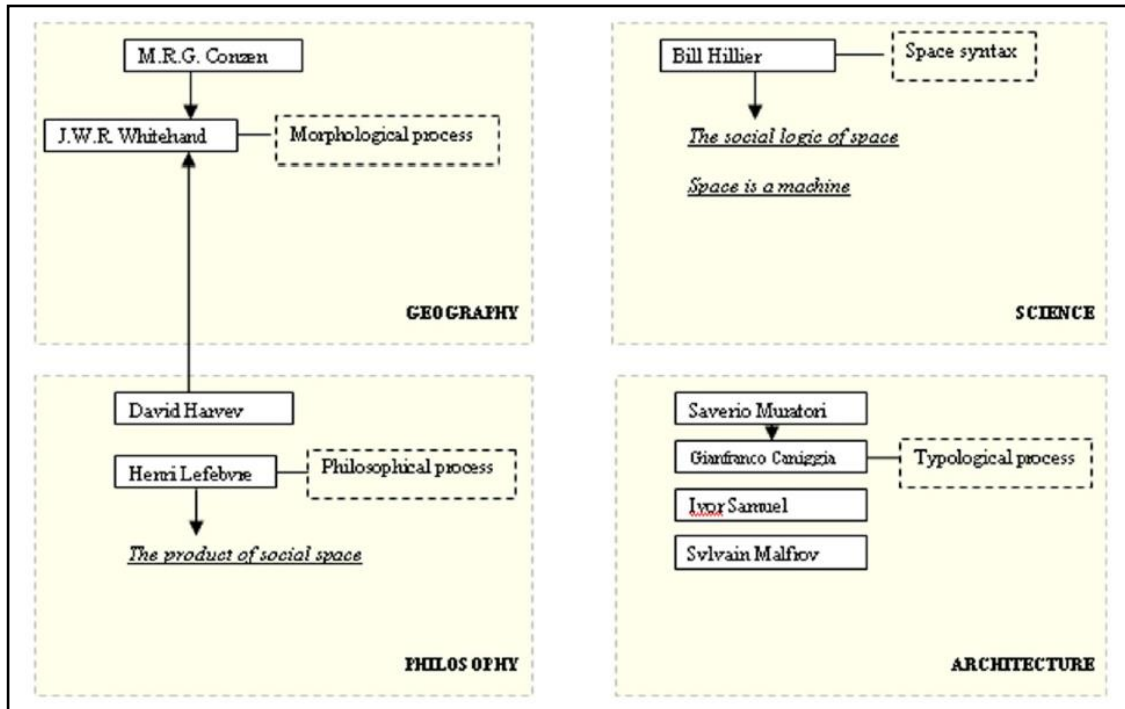 M.R.G. Conzen
J.W.R. Whitehand
Morphological process
GEOGRAPHY
Bill Hillier
Space syntax
The social logic of space
Space is a machine
SCIENCE
David Harvey
Henri Lefebvre
Philosophical process
The product of social space
PHILOSOPHY
Saverio Muratori
Gianfranco Caniggia
Typological process
Ivor Samuel
Sylvain Malfroy
ARCHITECTURE